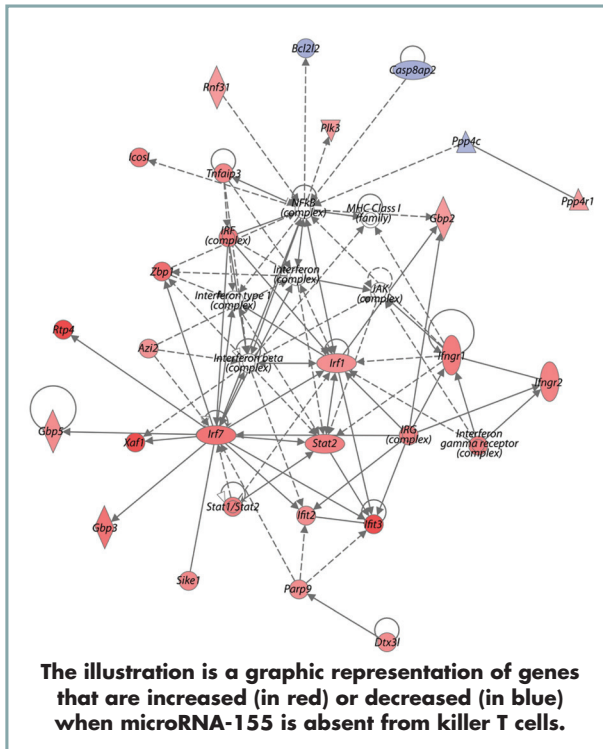 Bcl2l2
Casp8ap2
Rnf31
Plk3
Ppp4c
Icosl
Tnfaip3
Ppp4r1
NFkB
(complex)
MHC Class I
(family)
Gbp2
IRF
(complex)
Zbp1
Interferon
(complex)
JAK
(complex)
Interferon type 1
(complex)
Rtp4
Azi2
Interferon beta
(complex)
Irf1
Ifngr1
Ifngr2
Gbp5
Xaf1
Irf7
Stat2
IRG
(complex)
Interferon
gamma receptor
(complex)
Stat1/Stat2
Ifit2
Ifit3
Gbp3
Sike1
Parp9
Dtx3l
The illustration is a graphic representation of genes
that are increased (in red) or decreased (in blue)
when microRNA-155 is absent from killer T cells.